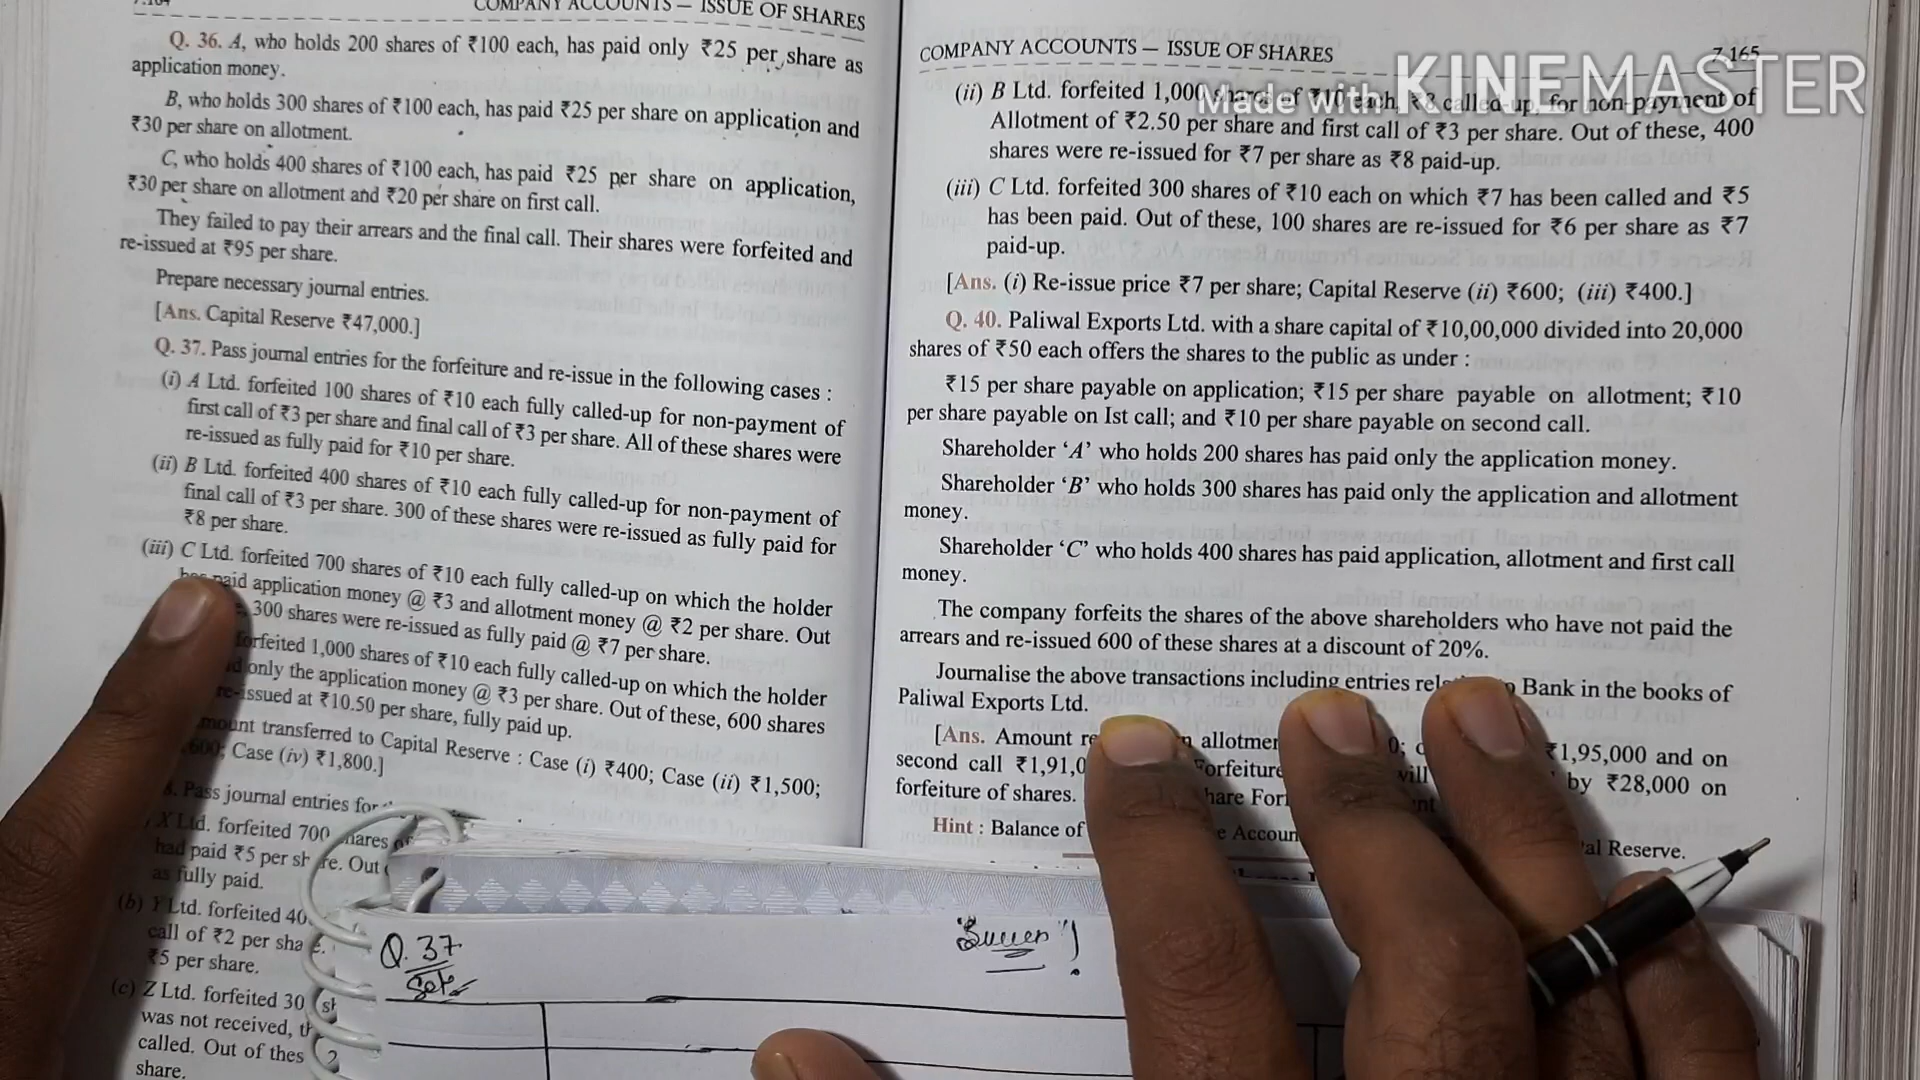 COMPANY ACCOUNTS — ISSUE OF SHARES
Q. 36. A, who holds 200 shares of ₹100 each, has paid only ₹25 per share as
application money.
B, who holds 300 shares of ₹100 each, has paid ₹25 per share on application and
₹30 per share on allotment.
C, who holds 400 shares of ₹100 each, has paid ₹25 per share on application,
₹30 per share on allotment and ₹20 per share on first call.
They failed to pay their arrears and the final call. Their shares were forfeited and
re-issued at ₹95 per share.
Prepare necessary journal entries.
[Ans. Capital Reserve ₹47,000.]
Q. 37. Pass journal entries for the forfeiture and re-issue in the following cases :
(i) A Ltd. forfeited 100 shares of ₹10 each fully called-up for non-payment of
first call of ₹3 per share and final call of ₹3 per share. All of these shares were
re-issued as fully paid for ₹10 per share.
(ii) B Ltd. forfeited 400 shares of ₹10 each fully called-up for non-payment of
final call of ₹3 per share. 300 of these shares were re-issued as fully paid for
₹8 per share.
(iii) C Ltd. forfeited 700 shares of ₹10 each fully called-up on which the holder
has paid application money @ ₹3 and allotment money @ ₹2 per share. Out
300 shares were re-issued as fully paid @ ₹7 per share.
forfeited 1,000 shares of ₹10 each fully called-up on which the holder
only the application money @ ₹3 per share. Out of these, 600 shares
re-issued at ₹10.50 per share, fully paid up.
amount transferred to Capital Reserve : Case (i) ₹400; Case (ii) ₹1,500;
600; Case (iv) ₹1,800.]
Pass journal entries for
X Ltd. forfeited 700 shares of
had paid ₹5 per share. Out
as fully paid.
(b) Y Ltd. forfeited 40
call of ₹2 per share.
₹5 per share.
(c) Z Ltd. forfeited 30
was not received,
called. Out of thes
share.
COMPANY ACCOUNTS — ISSUE OF SHARES 7.165
Made with KINEMASTER
(ii) B Ltd. forfeited 1,000 shares of ₹10 each, ₹8 called-up, for non-payment of
Allotment of ₹2.50 per share and first call of ₹3 per share. Out of these, 400
shares were re-issued for ₹7 per share as ₹8 paid-up.
(iii) C Ltd. forfeited 300 shares of ₹10 each on which ₹7 has been called and ₹5
has been paid. Out of these, 100 shares are re-issued for ₹6 per share as ₹7
paid-up.
[Ans. (i) Re-issue price ₹7 per share; Capital Reserve (ii) ₹600; (iii) ₹400.]
Q. 40. Paliwal Exports Ltd. with a share capital of ₹10,00,000 divided into 20,000
shares of ₹50 each offers the shares to the public as under :
₹15 per share payable on application; ₹15 per share payable on allotment; ₹10
per share payable on Ist call; and ₹10 per share payable on second call.
Shareholder ‘A’ who holds 200 shares has paid only the application money.
Shareholder ‘B’ who holds 300 shares has paid only the application and allotment
money.
Shareholder ‘C’ who holds 400 shares has paid application, allotment and first call
money.
The company forfeits the shares of the above shareholders who have not paid the
arrears and re-issued 600 of these shares at a discount of 20%.
Journalise the above transactions including entries Bank in the books of
Paliwal Exports Ltd.
[Ans. Amount allotmen ₹1,95,000 and on
second call ₹1,91,0 Forfeiture will by ₹28,000 on
forfeiture of shares. hare For
Hint : Balance of Accoun Reserve.
Q. 37